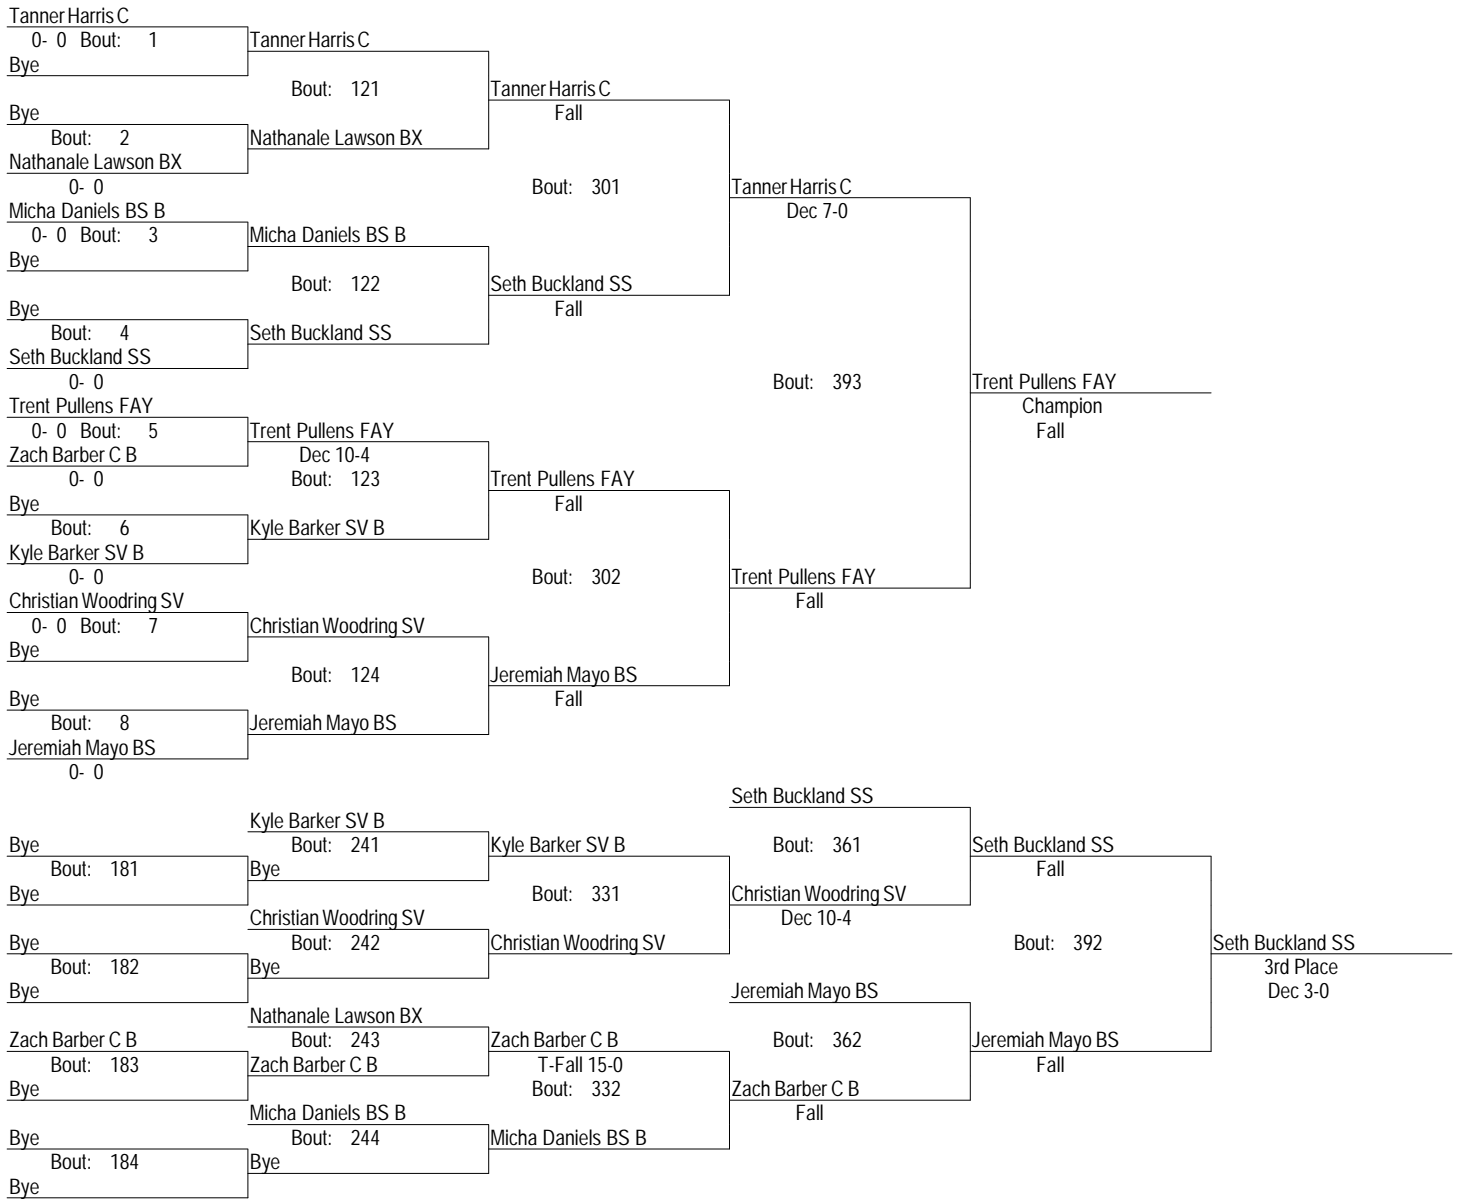 Tanner Harris C
0- 0 Bout: 1 Tanner Harris C
Bye
Bout: 121 Tanner Harris C
Bye Fall
Bout: 2 Nathanale Lawson BX
Nathanale Lawson BX
0- 0 Bout: 301 Tanner Harris C
Micha Daniels BS B Dec 7-0
0- 0 Bout: 3 Micha Daniels BS B
Bye
Bout: 122 Seth Buckland SS
Bye Fall
Bout: 4 Seth Buckland SS
Seth Buckland SS
0- 0 Bout: 393 Trent Pullens FAY
Trent Pullens FAY Champion
0- 0 Bout: 5 Trent Pullens FAY Fall
Zach Barber C B Dec 10-4
0- 0 Bout: 123 Trent Pullens FAY
Bye Fall
Bout: 6 Kyle Barker SV B
Kyle Barker SV B
0- 0 Bout: 302 Trent Pullens FAY
Christian Woodring SV Fall
0- 0 Bout: 7 Christian Woodring SV
Bye
Bout: 124 Jeremiah Mayo BS
Bye Fall
Bout: 8 Jeremiah Mayo BS
Jeremiah Mayo BS
0- 0
Seth Buckland SS
Kyle Barker SV B
Bye Bout: 241 Kyle Barker SV B Bout: 361 Seth Buckland SS
Bout: 181 Bye Fall
Bye Bout: 331 Christian Woodring SV
Christian Woodring SV Dec 10-4
Bye Bout: 242 Christian Woodring SV Bout: 392 Seth Buckland SS
Bout: 182 Bye 3rd Place
Bye Jeremiah Mayo BS Dec 3-0
Nathanale Lawson BX
Zach Barber C B Bout: 243 Zach Barber C B Bout: 362 Jeremiah Mayo BS
Bout: 183 Zach Barber C B T-Fall 15-0 Fall
Bye Bout: 332 Zach Barber C B
Micha Daniels BS B Fall
Bye Bout: 244 Micha Daniels BS B
Bout: 184 Bye
Bye